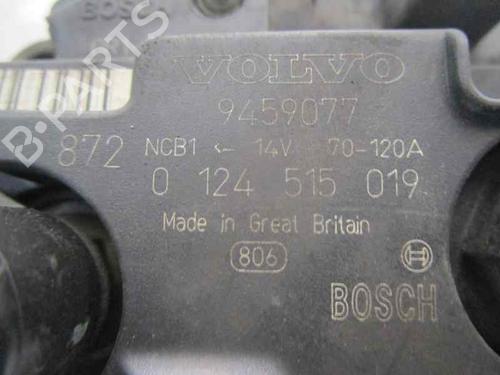 BOSCH
VOLVO
9459077
872 NCB1 <- 14V 70-120A
0 124 515 019
Made in Great Britain
806
BOSCH
B-PARTS